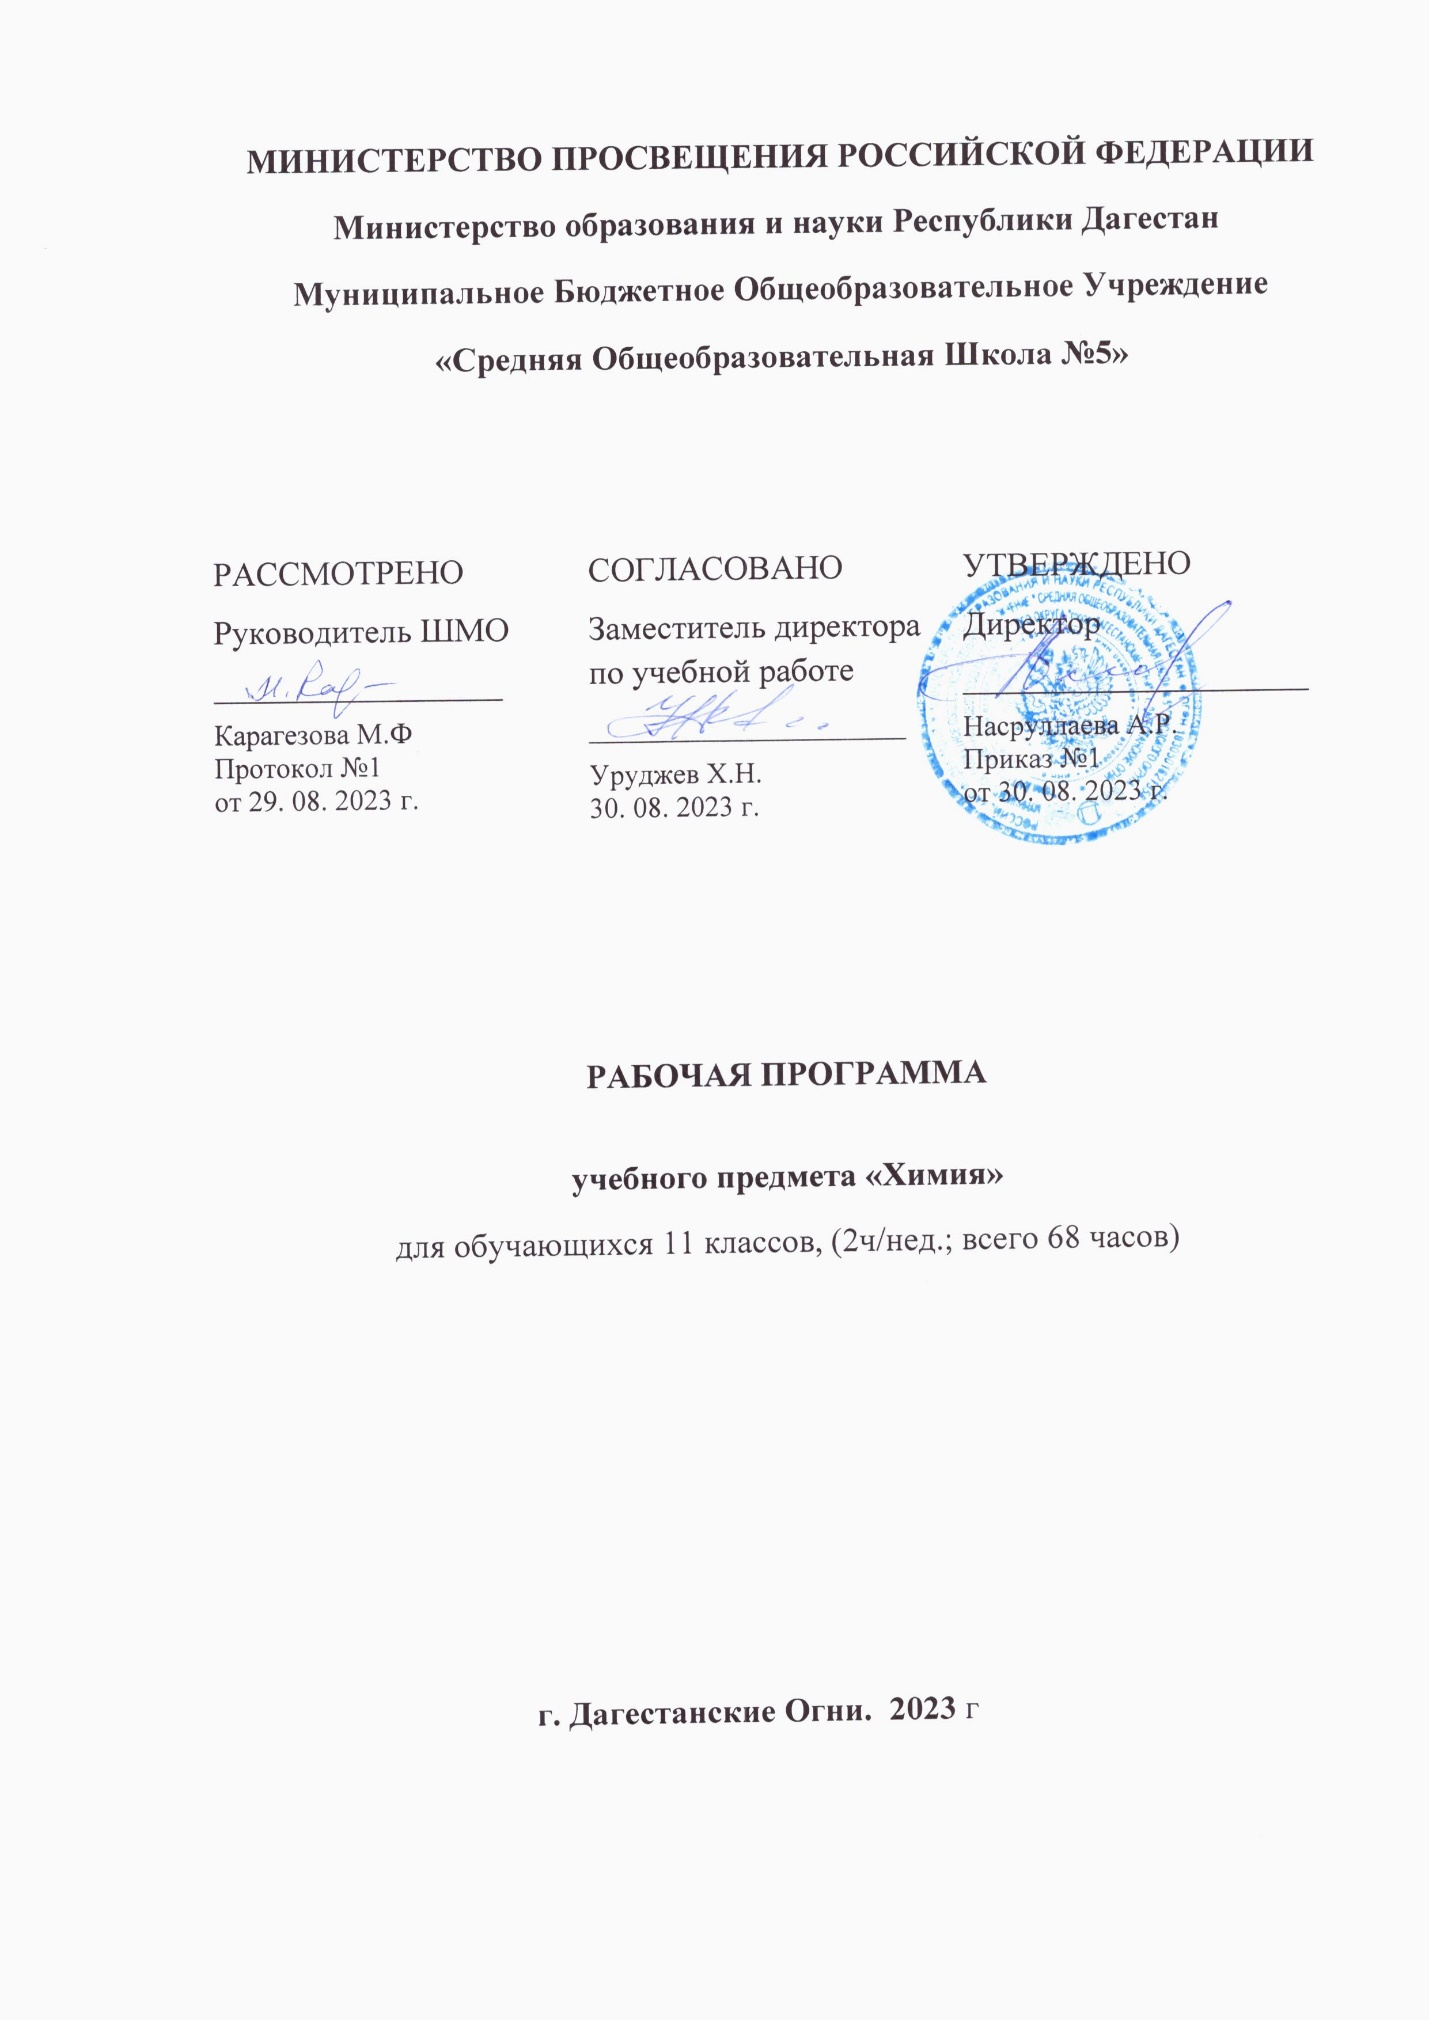 МИНИСТЕРСТВО ПРОСВЕЩЕНИЯ РОССИЙСКОЙ ФЕДЕРАЦИИ
Министерство образования и науки Республики Дагестан
Муниципальное Бюджетное Общеобразовательное Учреждение
«Средняя Общеобразовательная Школа №5»
РАССМОТРЕНО
Руководитель ШМО
Карагезова М.Ф
Протокол №1
от 29. 08. 2023 г.
СОГЛАСОВАНО
Заместитель директора
по учебной работе
Уруджев Х.Н.
30. 08. 2023 г.
УТВЕРЖДЕНО
Директор
Насруллаева А.Р.
Приказ №1
от 30. 08. 2023 г.
РАБОЧАЯ ПРОГРАММА
учебного предмета «Химия»
для обучающихся 11 классов, (2ч/нед.; всего 68 часов)
г. Дагестанские Огни. 2023 г